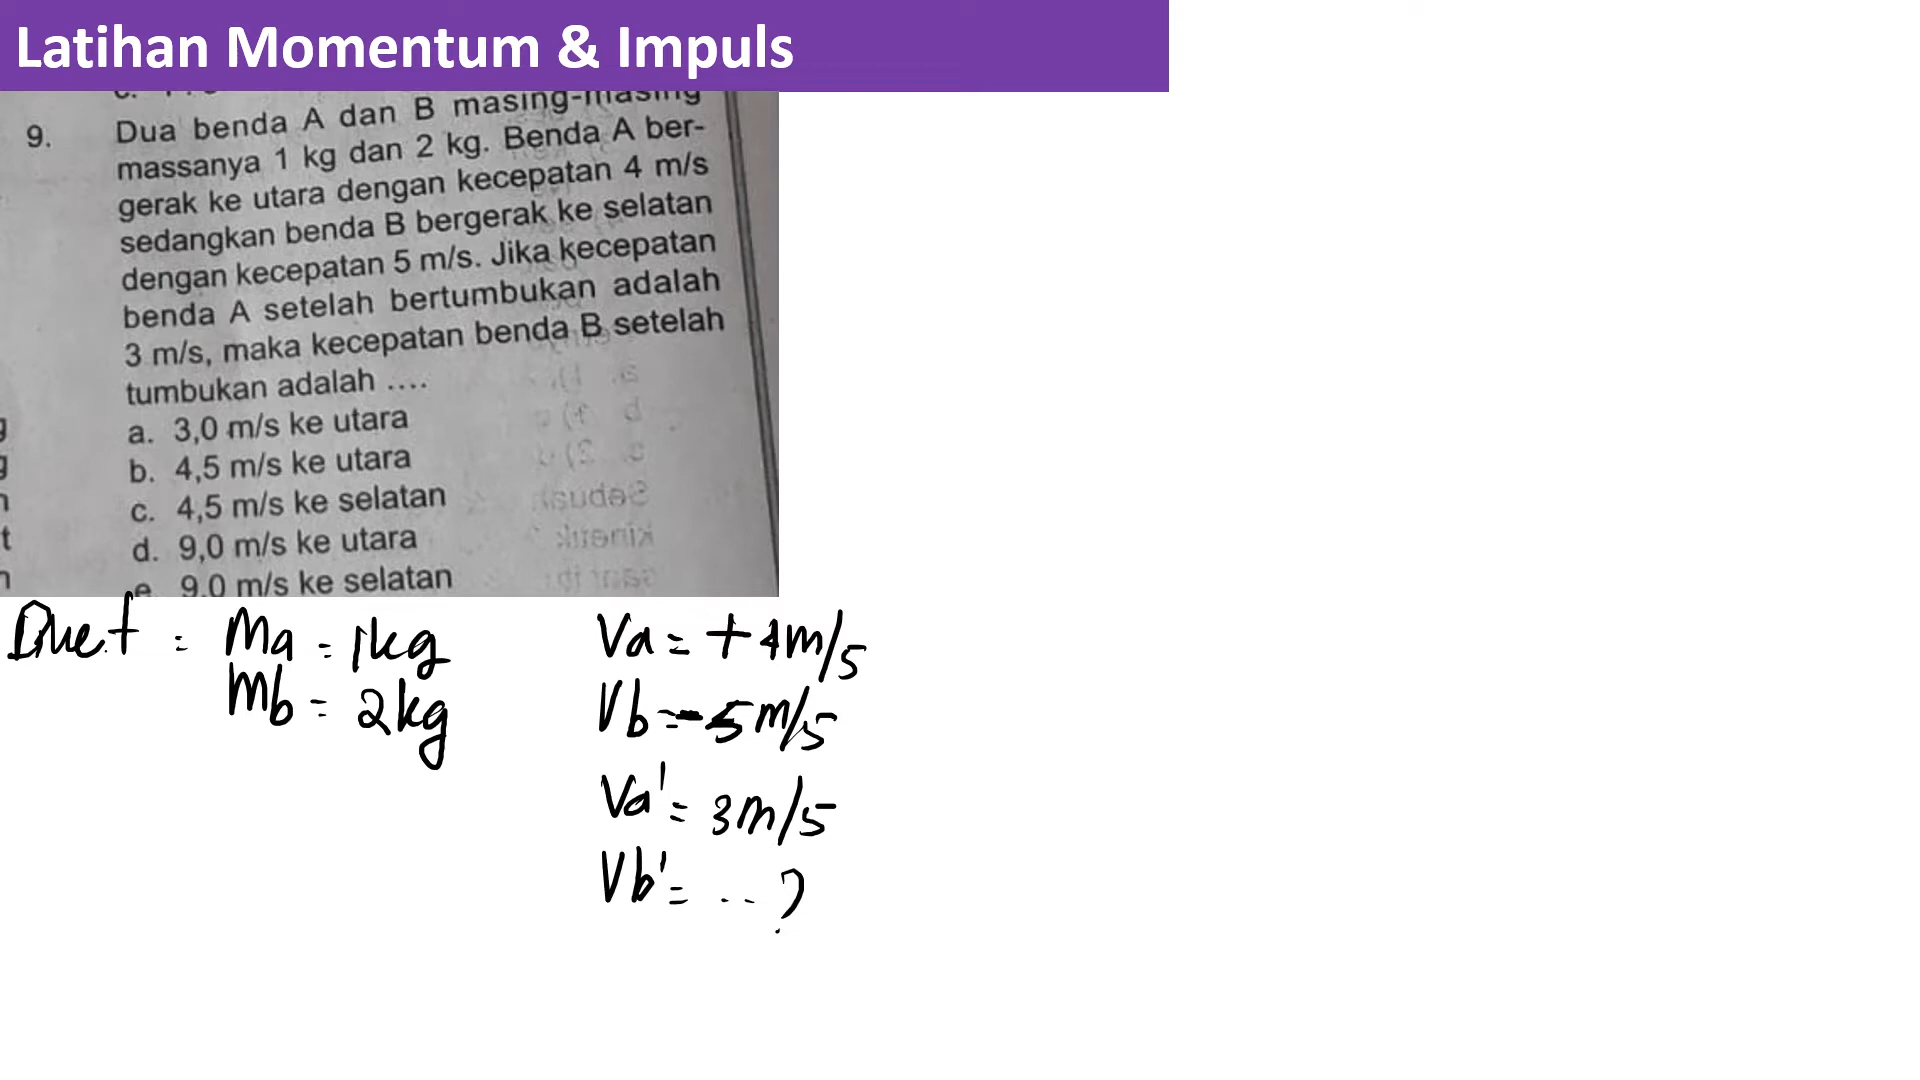 Latihan Momentum & Impuls
9. Dua benda A dan B masing-masing
massanya 1 kg dan 2 kg. Benda A ber-
gerak ke utara dengan kecepatan 4 m/s
sedangkan benda B bergerak ke selatan
dengan kecepatan 5 m/s. Jika kecepatan
benda A setelah bertumbukan adalah
3 m/s, maka kecepatan benda B setelah
tumbukan adalah ....
a. 3,0 m/s ke utara
b. 4,5 m/s ke utara
c. 4,5 m/s ke selatan
d. 9,0 m/s ke utara
e. 9,0 m/s ke selatan
Ma = 1kg
Mb = 2kg
Va = +4m/s
Vb = -5m/s
Va' = 3m/s
Vb' = ...?